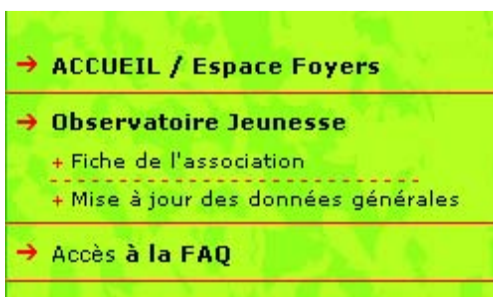 → ACCUEIL / Espace Foyers
→ Observatoire Jeunesse
+ Fiche de l'association
+ Mise à jour des données générales
→ Accès à la FAQ